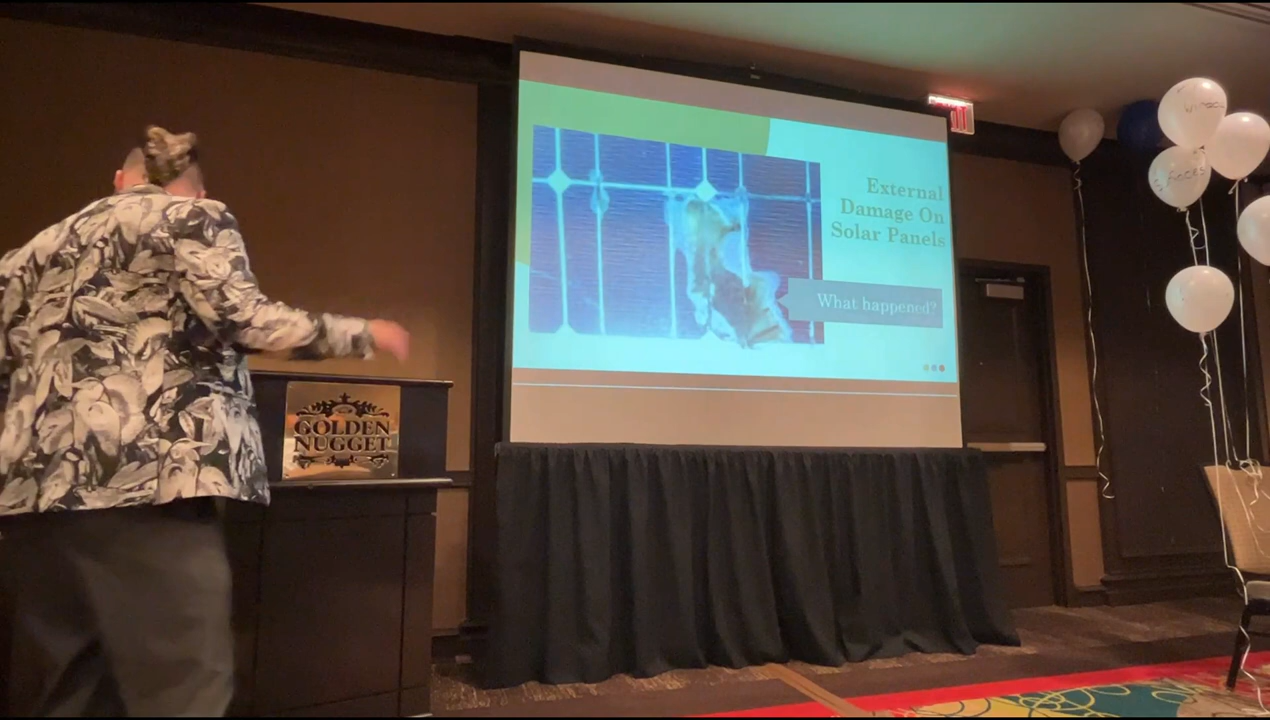 External
Damage On
Solar Panels
What happened?
GOLDEN
NUGGET